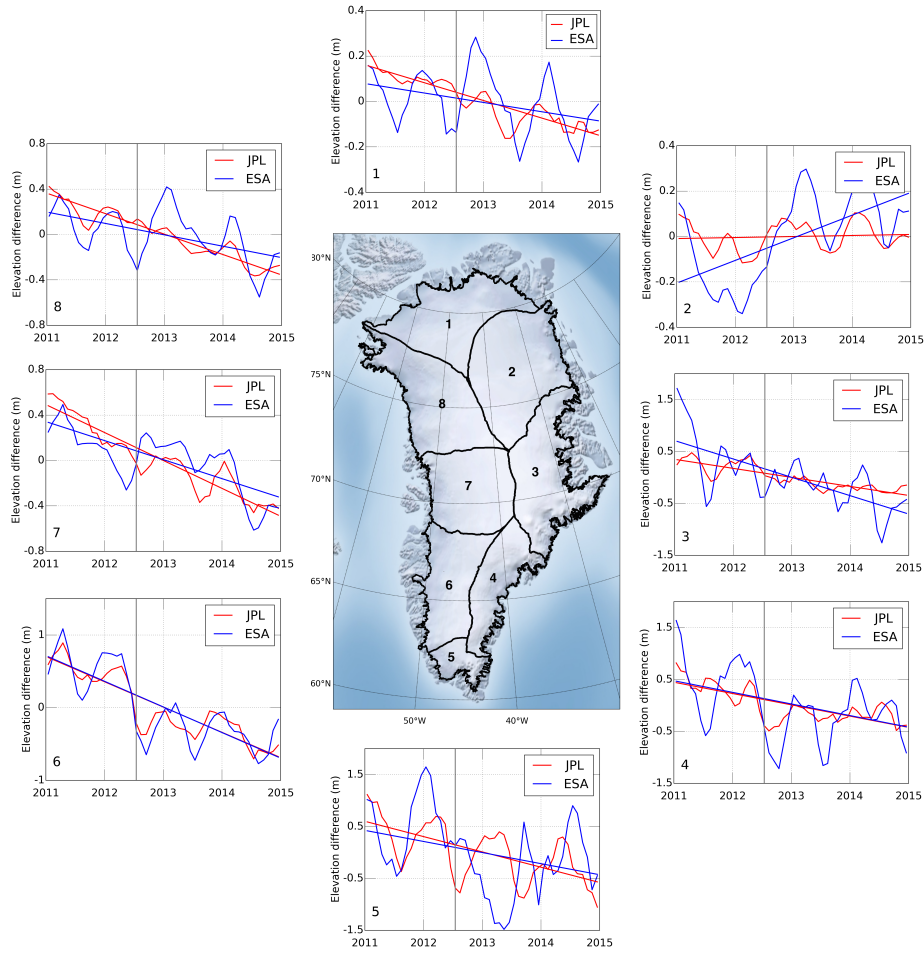 0.4
0.2
0
-0.2
-0.4
Elevation difference (m)
JPL
ESA
1
2011 2012 2013 2014 2015
0.8
0.4
0
-0.4
-0.8
Elevation difference (m)
JPL
ESA
8
2011 2012 2013 2014 2015
0.4
0.2
0
-0.2
-0.4
Elevation difference (m)
JPL
ESA
2
2011 2012 2013 2014 2015
30°N
75°N
70°N
65°N
60°N
50°W 40°W
1
2
8
3
7
6
4
5
0.8
0.4
0
-0.4
-0.8
Elevation difference (m)
JPL
ESA
7
2011 2012 2013 2014 2015
1.5
0.5
-0.5
-1.5
Elevation difference (m)
JPL
ESA
3
2011 2012 2013 2014 2015
1
0
-1
Elevation difference (m)
JPL
ESA
6
2011 2012 2013 2014 2015
1.5
0.5
-0.5
-1.5
Elevation difference (m)
JPL
ESA
4
2011 2012 2013 2014 2015
1.5
0.5
-0.5
-1.5
Elevation difference (m)
JPL
ESA
5
2011 2012 2013 2014 2015